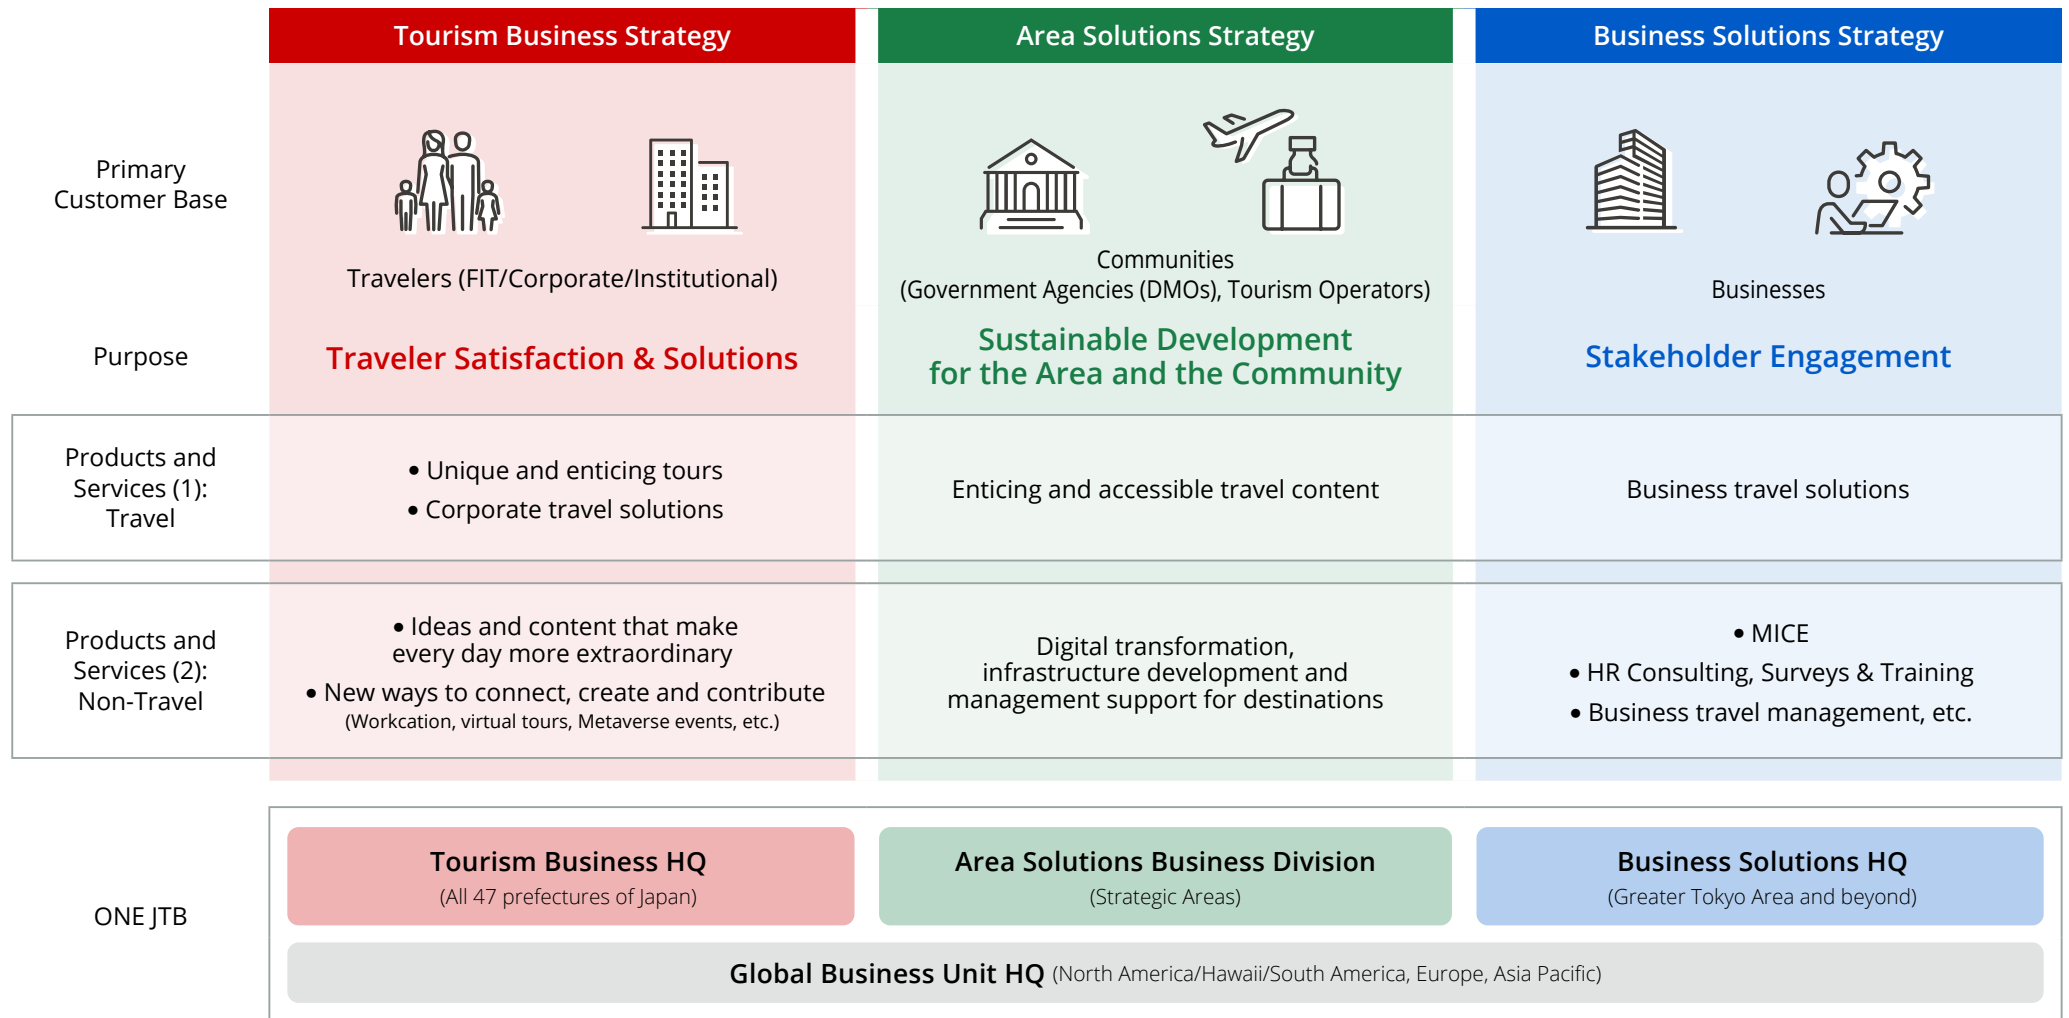 Tourism Business Strategy
Area Solutions Strategy
Business Solutions Strategy
Primary
Customer Base
Travelers (FIT/Corporate/Institutional)
Communities
(Government Agencies (DMOs), Tourism Operators)
Businesses
Purpose
Traveler Satisfaction & Solutions
Sustainable Development
for the Area and the Community
Stakeholder Engagement
Products and
Services (1):
Travel
• Unique and enticing tours
• Corporate travel solutions
Enticing and accessible travel content
Business travel solutions
Products and
Services (2):
Non-Travel
• Ideas and content that make
every day more extraordinary
• New ways to connect, create and contribute
(Workcation, virtual tours, Metaverse events, etc.)
Digital transformation,
infrastructure development and
management support for destinations
• MICE
• HR Consulting, Surveys & Training
• Business travel management, etc.
ONE JTB
Tourism Business HQ
(All 47 prefectures of Japan)
Area Solutions Business Division
(Strategic Areas)
Business Solutions HQ
(Greater Tokyo Area and beyond)
Global Business Unit HQ (North America/Hawaii/South America, Europe, Asia Pacific)